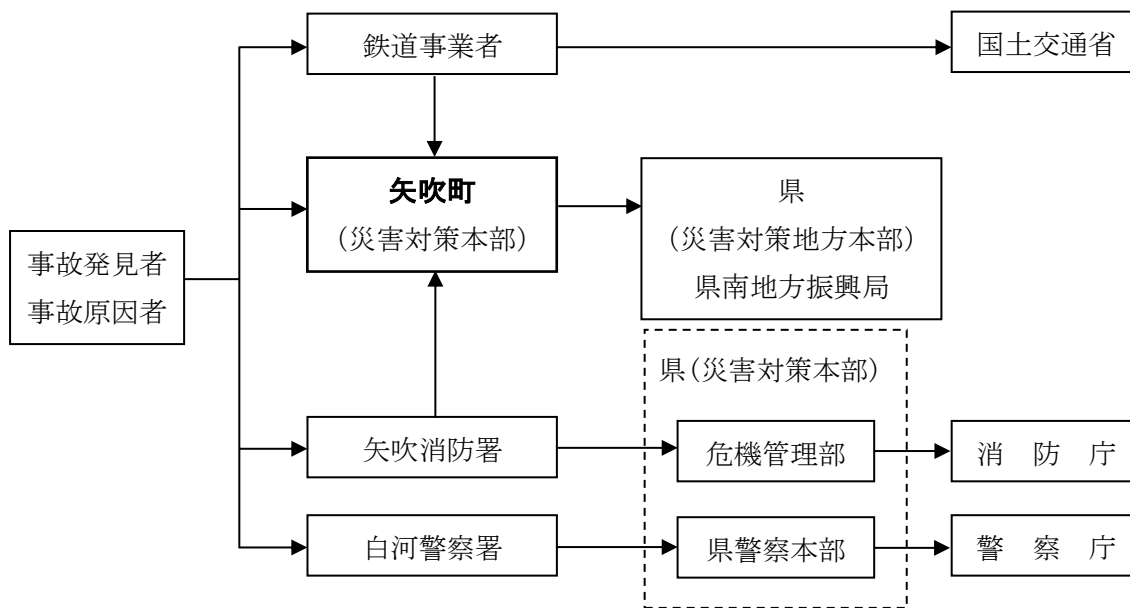 鉄道事業者
国土交通省
矢吹町
(災害対策本部)
県
(災害対策地方本部)
県南地方振興局
事故発見者
事故原因者
県(災害対策本部)
矢吹消防署
危機管理部
消 防 庁
白河警察署
県警察本部
警 察 庁